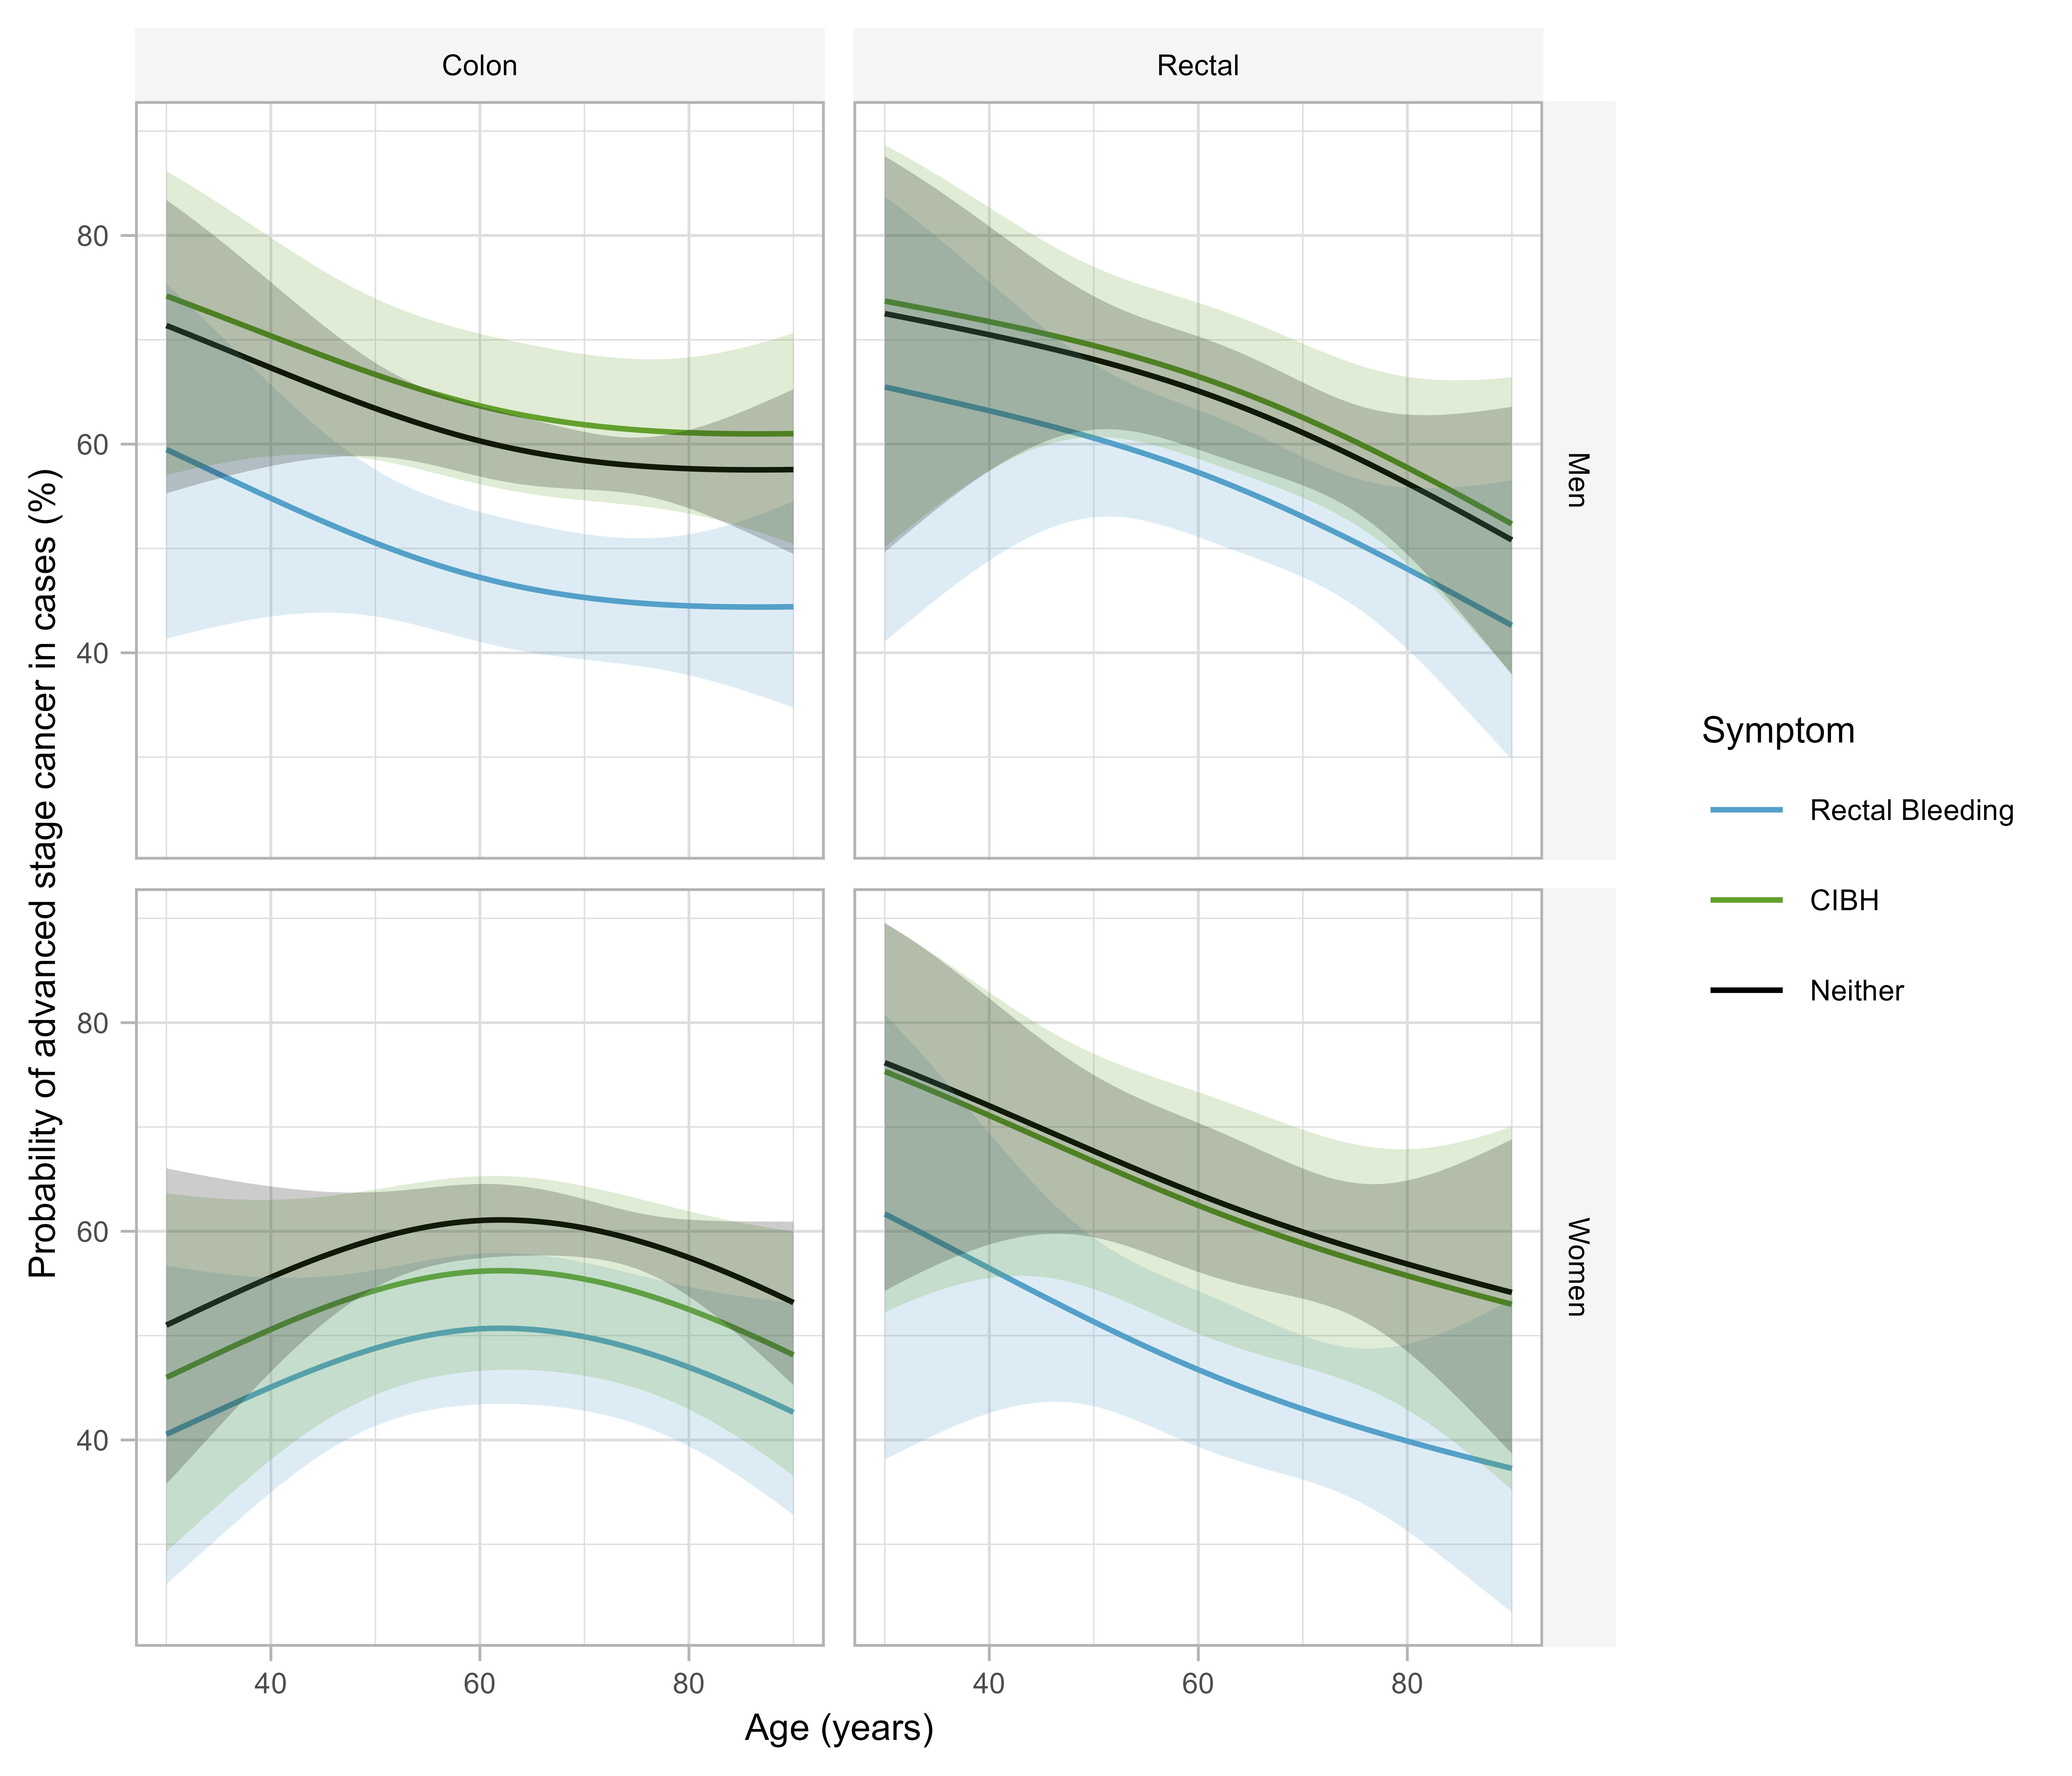 Colon
Rectal
Probability of advanced stage cancer in cases (%)
80
60
40
Men
80
60
40
Women
40
60
80
40
60
80
Age (years)
Symptom
Rectal Bleeding
CIBH
Neither